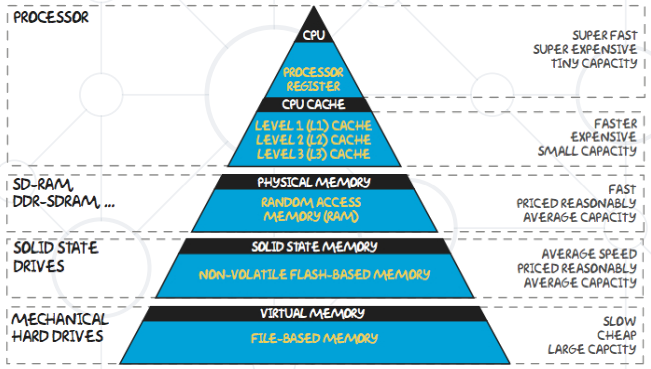 PROCESSOR
CPU
PROCESSOR
REGISTER
SUPER FAST
SUPER EXPENSIVE
TINY CAPACITY
CPU CACHE
LEVEL 1 (L1) CACHE
LEVEL 2 (L2) CACHE
LEVEL 3 (L3) CACHE
FASTER
EXPENSIVE
SMALL CAPACITY
SD-RAM,
DDR-SDRAM, ...
PHYSICAL MEMORY
RANDOM ACCESS
MEMORY (RAM)
FAST
PRICED REASONABLY
AVERAGE CAPACITY
SOLID STATE
DRIVES
SOLID STATE MEMORY
NON-VOLATILE FLASH-BASED MEMORY
AVERAGE SPEED
PRICED REASONABLY
AVERAGE CAPACITY
MECHANICAL
HARD DRIVES
VIRTUAL MEMORY
FILE-BASED MEMORY
SLOW
CHEAP
LARGE CAPCITY